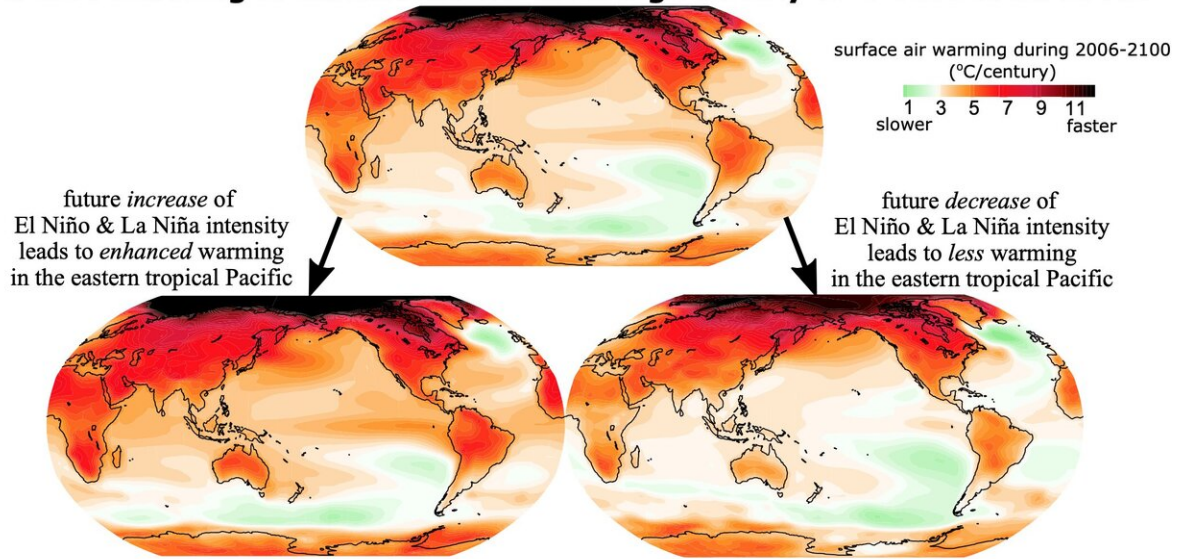 surface air warming during 2006-2100
(°C/century)
1 3 5 7 9 11
slower faster
future increase of
El Niño & La Niña intensity
leads to enhanced warming
in the eastern tropical Pacific
future decrease of
El Niño & La Niña intensity
leads to less warming
in the eastern tropical Pacific